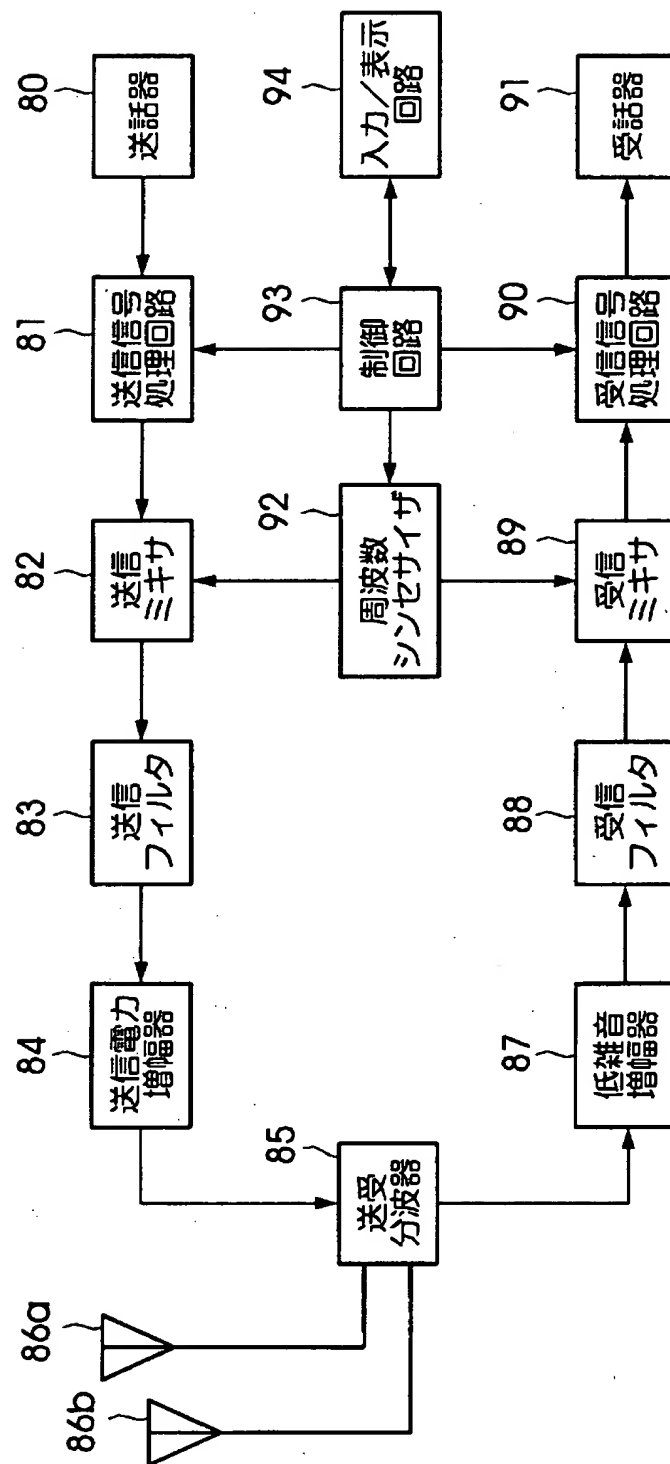 80
送話器
81
送信信号
処理回路
82
送信
ミキサ
83
送信
フィルタ
84
送信電力
増幅器
85
送受
分波器
86a
86b
94
入力/表示
回路
93
制御
回路
92
周波数
シンセサイザ
87
低雑音
増幅器
88
受信
フィルタ
89
受信
ミキサ
90
受信信号
処理回路
91
受話器